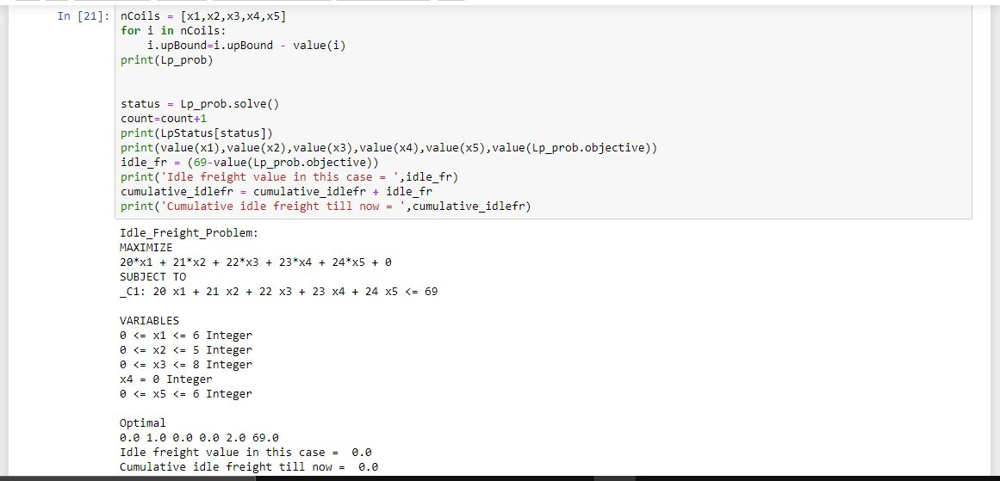 In [21]: nCoils = [x1,x2,x3,x4,x5]
for i in nCoils:
    i.upBound=i.upBound - value(i)
print(Lp_prob)
status = Lp_prob.solve()
count=count+1
print(LpStatus[status])
print(value(x1),value(x2),value(x3),value(x4),value(x5),value(Lp_prob.objective))
idle_fr = (69-value(Lp_prob.objective))
print('Idle freight value in this case = ',idle_fr)
cumulative_idlefr = cumulative_idlefr + idle_fr
print('Cumulative idle freight till now = ',cumulative_idlefr)
Idle_Freight_Problem:
MAXIMIZE
20*x1 + 21*x2 + 22*x3 + 23*x4 + 24*x5 + 0
SUBJECT TO
_C1: 20 x1 + 21 x2 + 22 x3 + 23 x4 + 24 x5 <= 69
VARIABLES
0 <= x1 <= 6 Integer
0 <= x2 <= 5 Integer
0 <= x3 <= 8 Integer
x4 = 0 Integer
0 <= x5 <= 6 Integer
Optimal
0.0 1.0 0.0 0.0 2.0 69.0
Idle freight value in this case =  0.0
Cumulative idle freight till now =  0.0